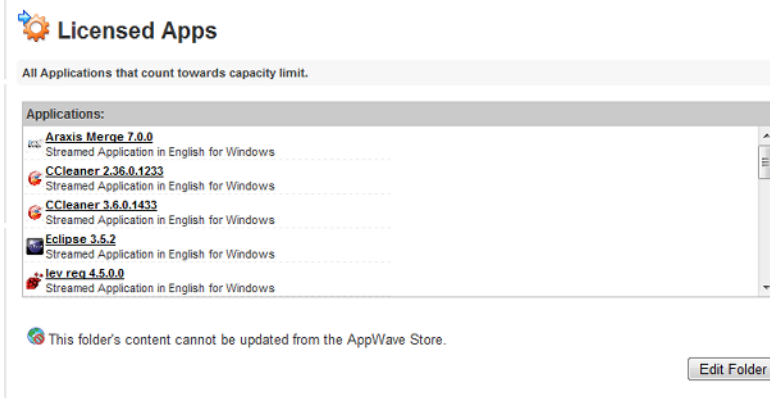 Licensed Apps
All Applications that count towards capacity limit.
Applications:
Araxis Merge 7.0.0
Streamed Application in English for Windows
CCleaner 2.36.0.1233
Streamed Application in English for Windows
CCleaner 3.6.0.1433
Streamed Application in English for Windows
Eclipse 3.5.2
Streamed Application in English for Windows
lev req 4.5.0.0
Streamed Application in English for Windows
This folder's content cannot be updated from the AppWave Store.
Edit Folder